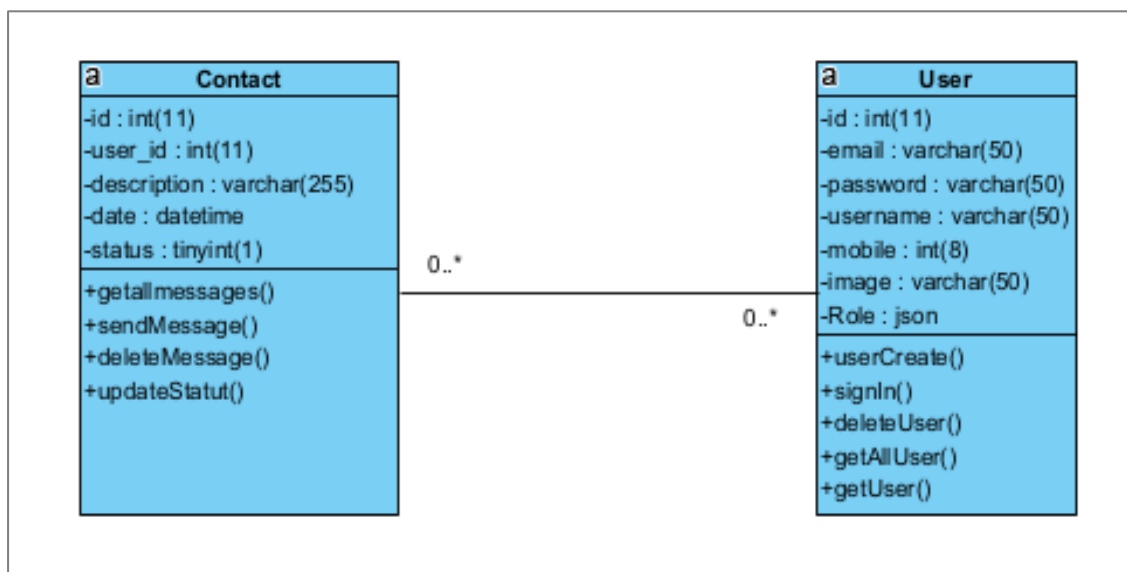 a Contact
-id : int(11)
-user_id : int(11)
-description : varchar(255)
-date : datetime
-status : tinyint(1)
+getallmessages()
+sendMessage()
+deleteMessage()
+updateStatut()
0..*
0..*
a User
-id : int(11)
-email : varchar(50)
-password : varchar(50)
-username : varchar(50)
-mobile : int(8)
-image : varchar(50)
-Role : json
+userCreate()
+signIn()
+deleteUser()
+getAllUser()
+getUser()